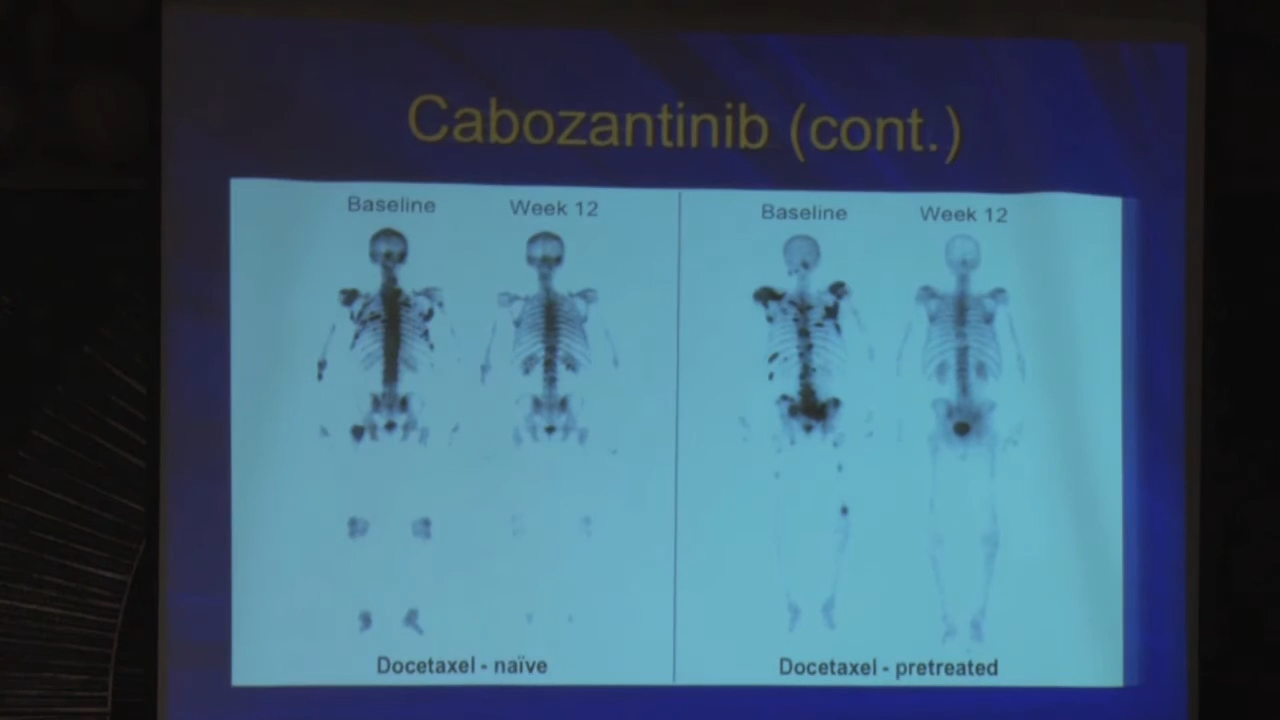 Cabozantinib (cont.)
Baseline Week 12 Baseline Week 12
Docetaxel - naïve Docetaxel - pretreated